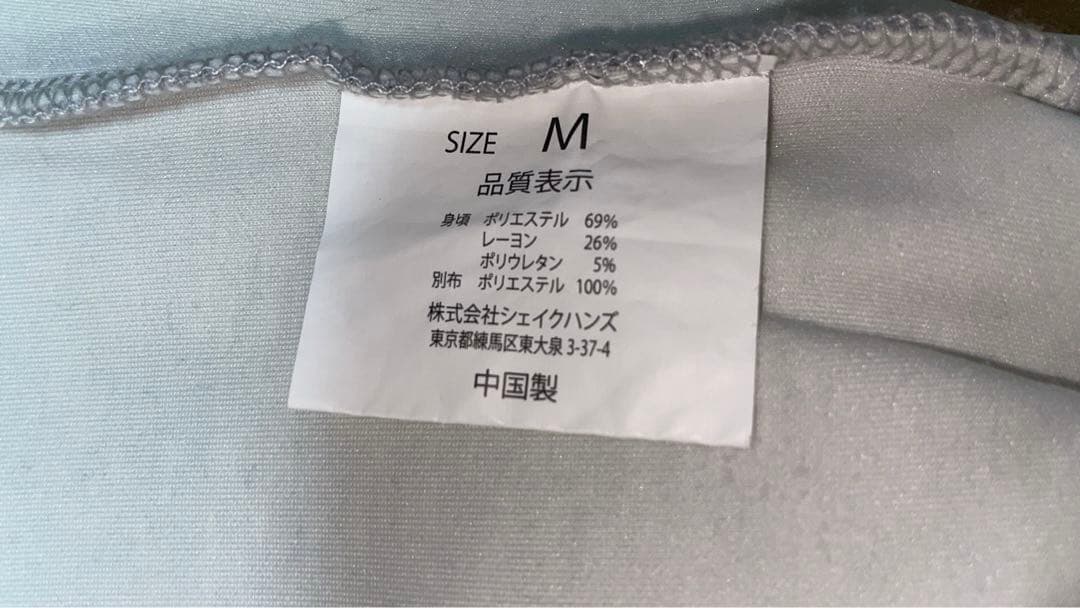 SIZE M
品質表示
身頃 ポリエステル 69%
レーヨン 26%
ポリウレタン 5%
別布 ポリエステル 100%
株式会社シェイクハンズ
東京都練馬区東大泉 3-37-4
中国製